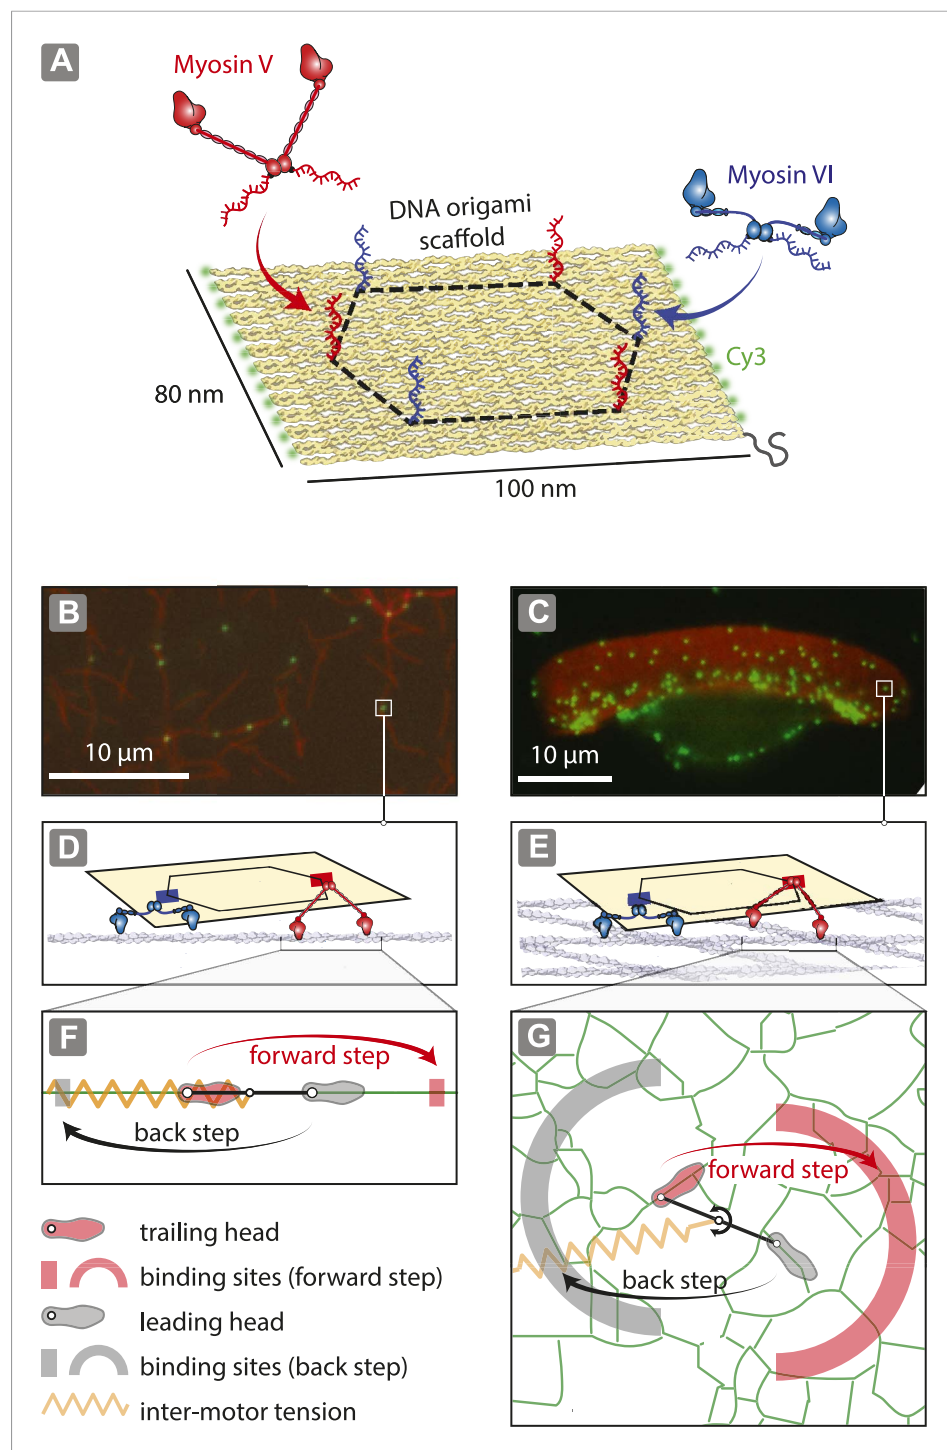 A
Myosin V
Myosin VI
DNA origami
scaffold
Cy3
80 nm
100 nm
B
10 µm
C
10 µm
D
E
F
forward step
back step
G
forward step
back step
trailing head
binding sites (forward step)
leading head
binding sites (back step)
inter-motor tension